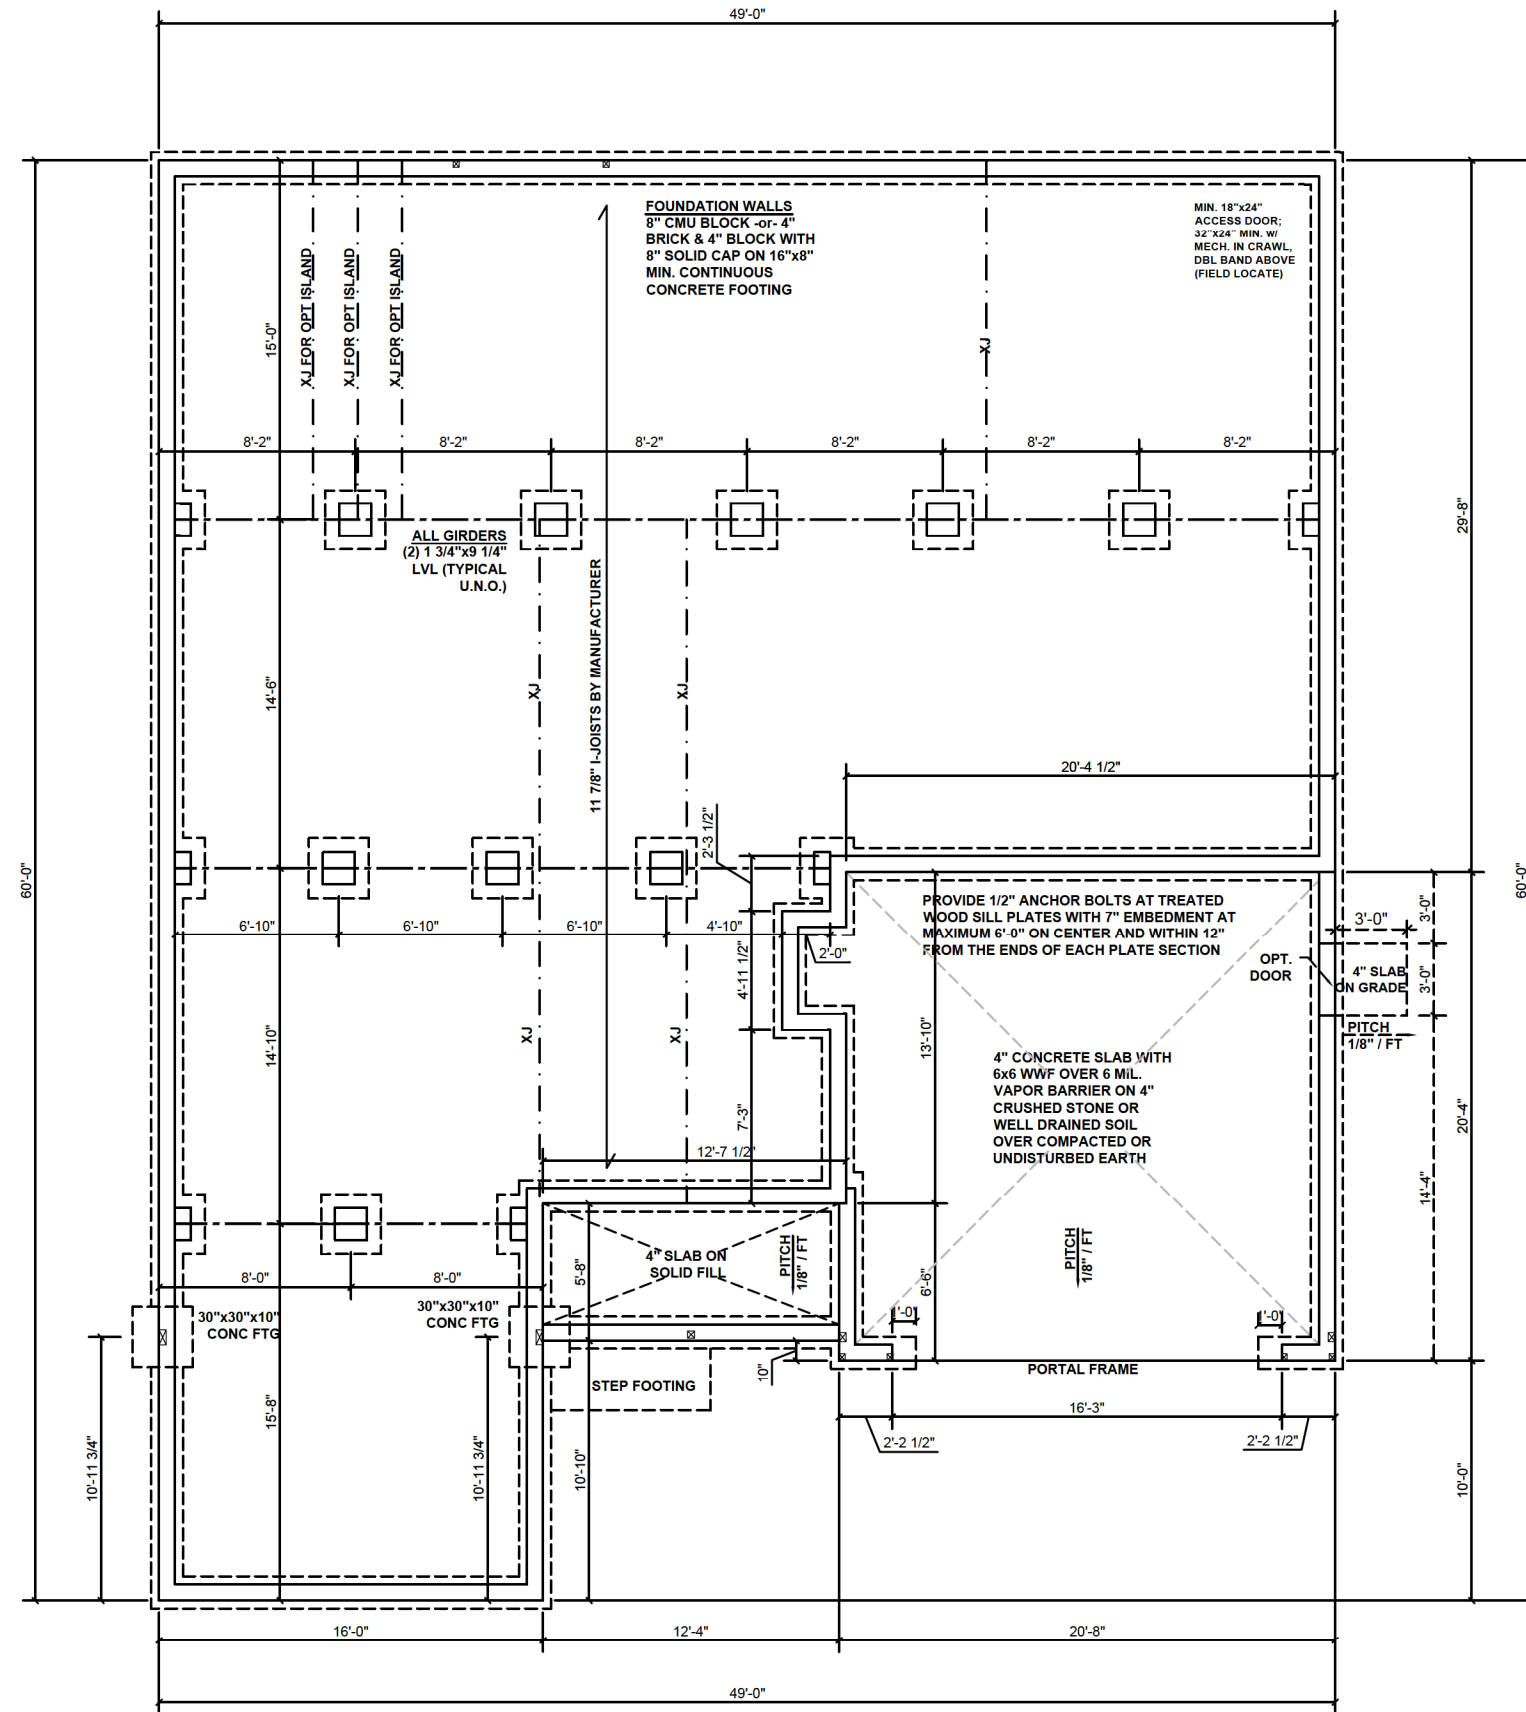 49'-0"
FOUNDATION WALLS
8" CMU BLOCK -or- 4"
BRICK & 4" BLOCK WITH
8" SOLID CAP ON 16"x8"
MIN. CONTINUOUS
CONCRETE FOOTING
MIN. 18"x24"
ACCESS DOOR;
32"x24" MIN. W/
MECH. IN CRAWL,
DBL BAND ABOVE
(FIELD LOCATE)
XJ FOR OPT ISLAND
XJ FOR OPT ISLAND
XJ FOR OPT ISLAND
15'-0"
XJ
8'-2"
8'-2"
8'-2"
8'-2"
8'-2"
8'-2"
29'-8"
ALL GIRDERS
(2) 1 3/4"x9 1/4"
LVL (TYPICAL
U.N.O.)
11 7/8" I-JOISTS BY MANUFACTURER
14'-6"
XJ
XJ
20'-4 1/2"
2'-3 1/2"
60'-0"
60'-0"
PROVIDE 1/2" ANCHOR BOLTS AT TREATED
WOOD SILL PLATES WITH 7" EMBEDMENT AT
MAXIMUM 6'-0" ON CENTER AND WITHIN 12"
FROM THE ENDS OF EACH PLATE SECTION
3'-0"
3'-0"
6'-10"
6'-10"
6'-10"
4'-10"
2'-0"
OPT.
DOOR
4" SLAB
ON GRADE
3'-0"
4'-11 1/2"
PITCH
1/8" / FT
14'-10"
XJ
XJ
13'-10"
4" CONCRETE SLAB WITH
6x6 WWF OVER 6 MIL.
VAPOR BARRIER ON 4"
CRUSHED STONE OR
WELL DRAINED SOIL
OVER COMPACTED OR
UNDISTURBED EARTH
7'-3"
20'-4"
12'-7 1/2"
14'-4"
4" SLAB ON
SOLID FILL
PITCH
1/8" / FT
PITCH
1/8" / FT
5'-8"
6'-6"
8'-0"
8'-0"
30"x30"x10"
CONC FTG
30"x30"x10"
CONC FTG
1'-0"
1'-0"
10"
STEP FOOTING
PORTAL FRAME
15'-8"
16'-3"
2'-2 1/2"
2'-2 1/2"
10'-11 3/4"
10'-11 3/4"
10'-10"
10'-0"
16'-0"
12'-4"
20'-8"
49'-0"